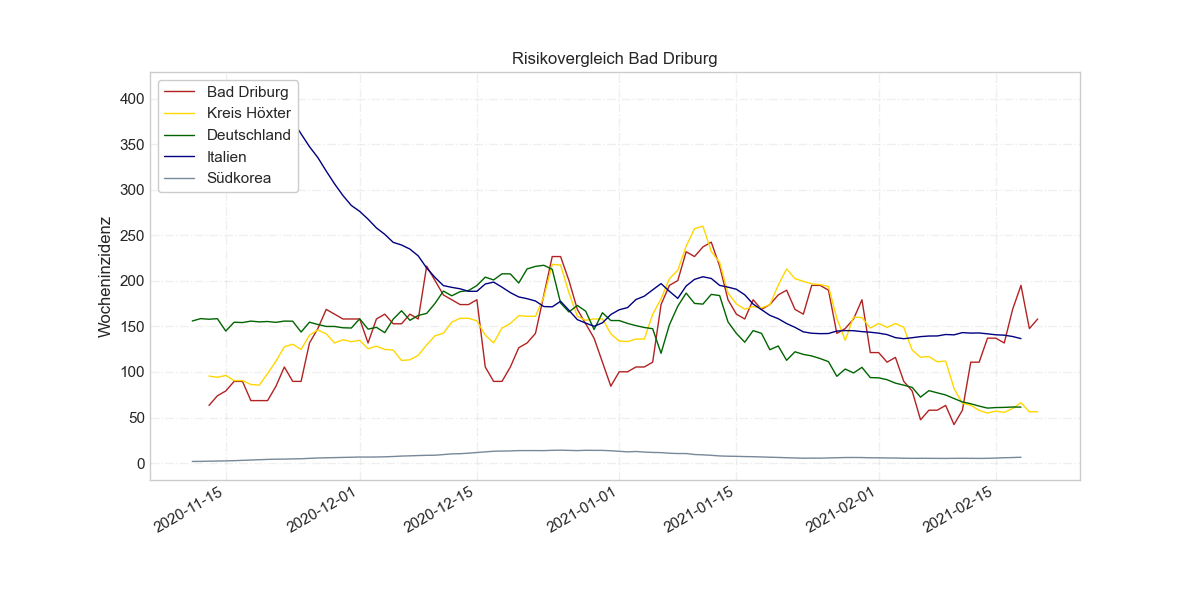 Risikovergleich Bad Driburg
Wocheninzidenz
400
350
300
250
200
150
100
50
0
Bad Driburg
Kreis Höxter
Deutschland
Italien
Südkorea
2020-11-15
2020-12-01
2020-12-15
2021-01-01
2021-01-15
2021-02-01
2021-02-15